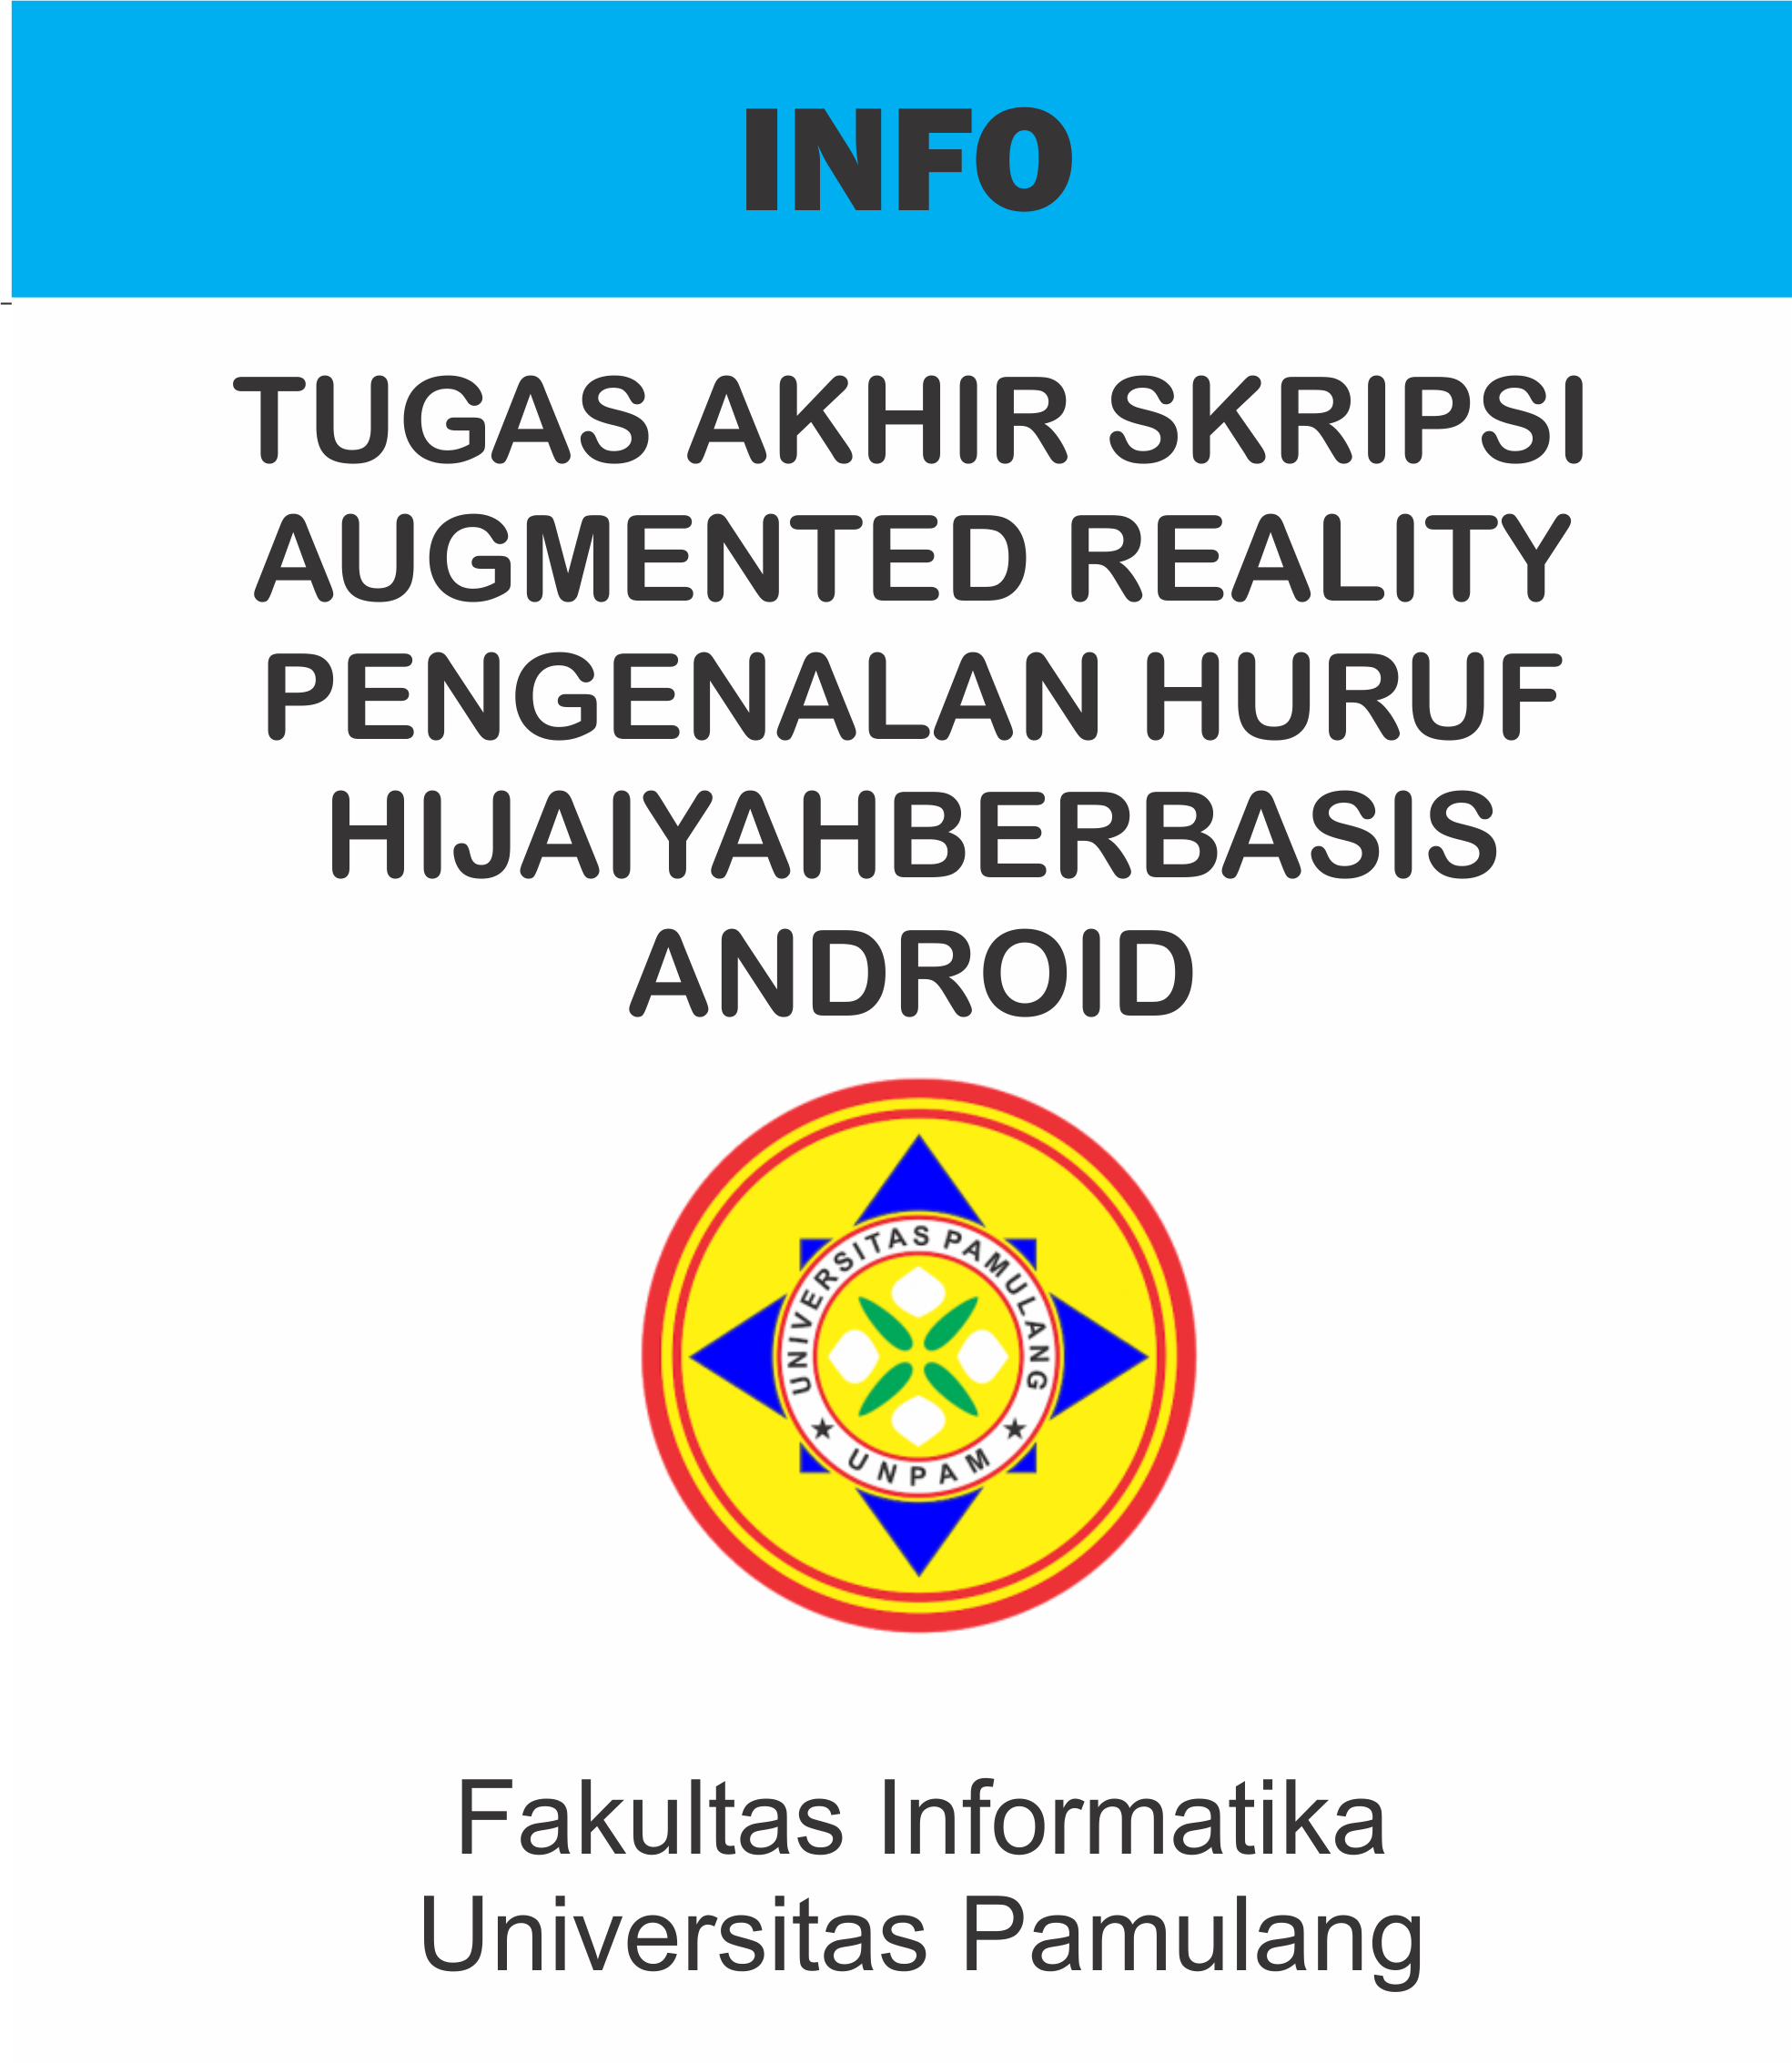 INFO
TUGAS AKHIR SKRIPSI
AUGMENTED REALITY
PENGENALAN HURUF
HIJAIYAHBERBASIS
ANDROID
UNIVERSITAS PAMULANG
★ UNPAM ★
Fakultas Informatika
Universitas Pamulang